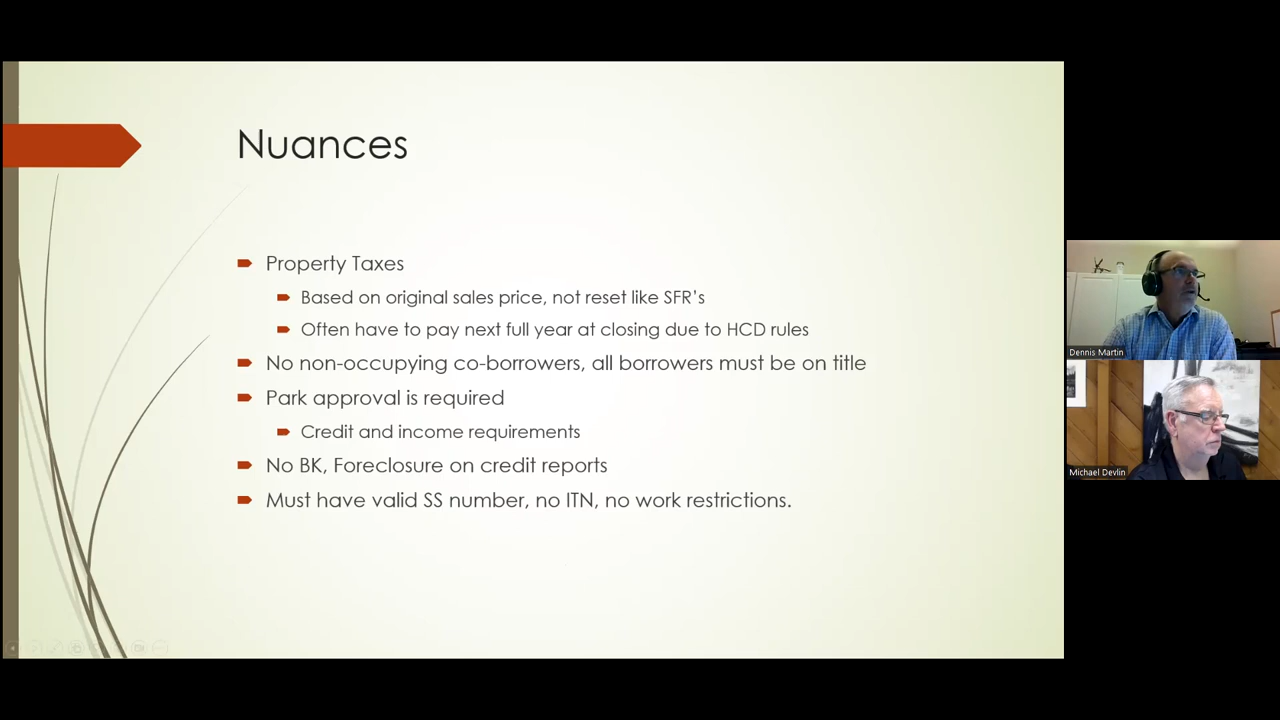 Nuances
Property Taxes
Based on original sales price, not reset like SFR's
Often have to pay next full year at closing due to HCD rules
No non-occupying co-borrowers, all borrowers must be on title
Park approval is required
Credit and income requirements
No BK, Foreclosure on credit reports
Must have valid SS number, no ITN, no work restrictions.
Dennis Martin
Michael Devlin